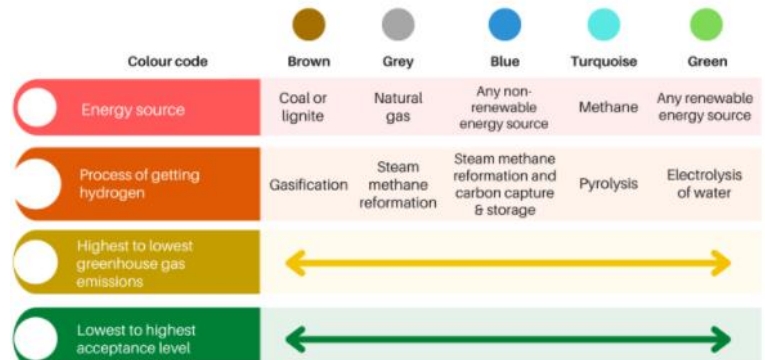 Colour code Brown Grey Blue Turquoise Green
Energy source
Coal or
lignite
Natural
gas
Any non-
renewable
energy source
Methane
Any renewable
energy source
Process of getting
hydrogen
Gasification
Steam
methane
reformation
Steam methane
reformation and
carbon capture
& storage
Pyrolysis
Electrolysis
of water
Highest to lowest
greenhouse gas
emissions
Lowest to highest
acceptance level